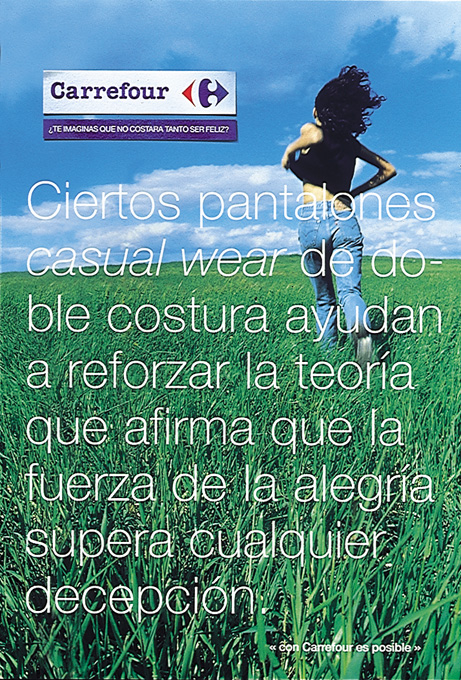 Carrefour
¿TE IMAGINAS QUE NO COSTARA TANTO SER FELIZ?
Ciertos pantalones
casual wear de do-
ble costura ayudan
a reforzar la teoría
que afirma que la
fuerza de la alegría
supera cualquier
decepción.
« con Carrefour es posible »